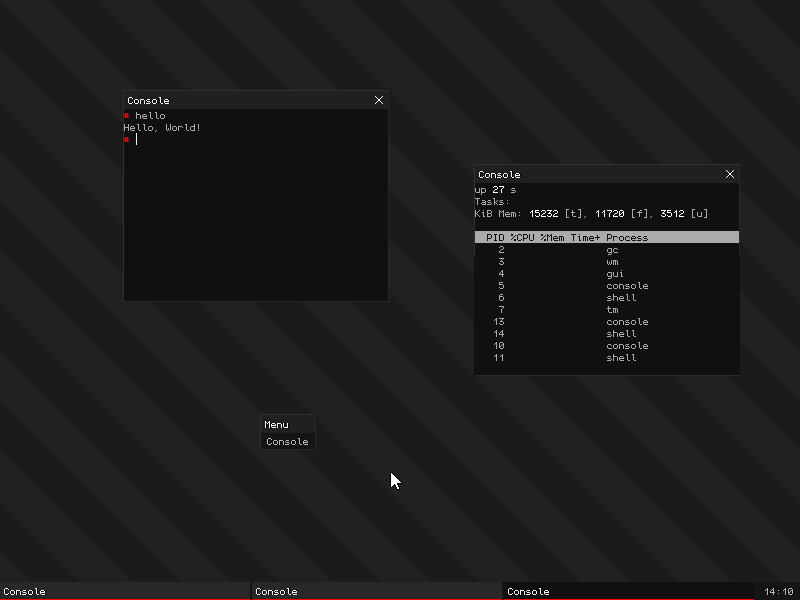 Console
# hello
Hello, World!
#
Console
up 27 s
Tasks:
KiB Mem: 15232 [t], 11720 [f], 3512 [u]
PID %CPU %Mem Time+ Process
2 gc
3 wm
4 gui
5 console
6 shell
7 tm
13 console
14 shell
10 console
11 shell
Menu
Console
Console Console Console 14:10